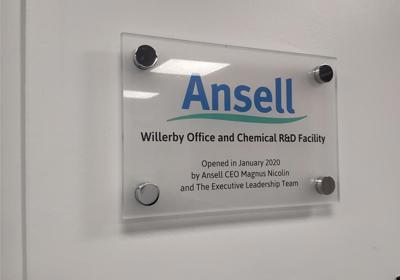 Ansell
Willerby Office and Chemical R&D Facility
Opened in January 2020
by Ansell CEO Magnus Nicolin
and The Executive Leadership Team